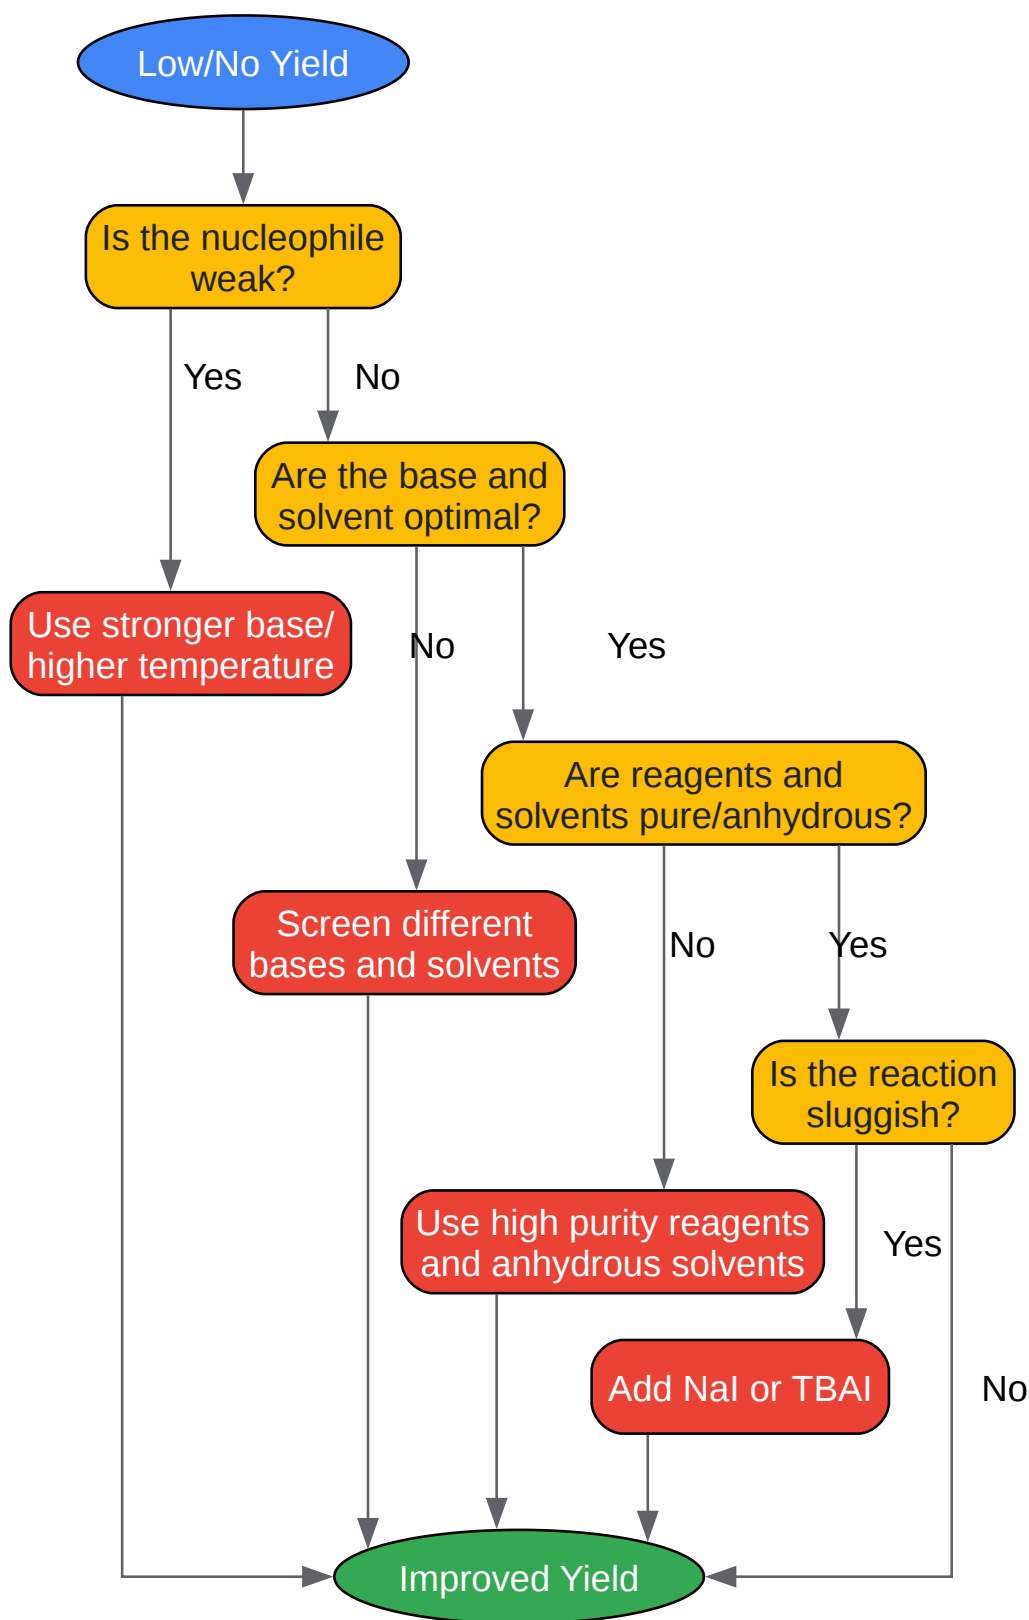 Low/No Yield
Is the nucleophile
weak?
Yes
No
Are the base and
solvent optimal?
Use stronger base/
higher temperature
No
Yes
Are reagents and
solvents pure/anhydrous?
Screen different
bases and solvents
No
Yes
Is the reaction
sluggish?
Use high purity reagents
and anhydrous solvents
Yes
Add NaI or TBAI
No
Improved Yield